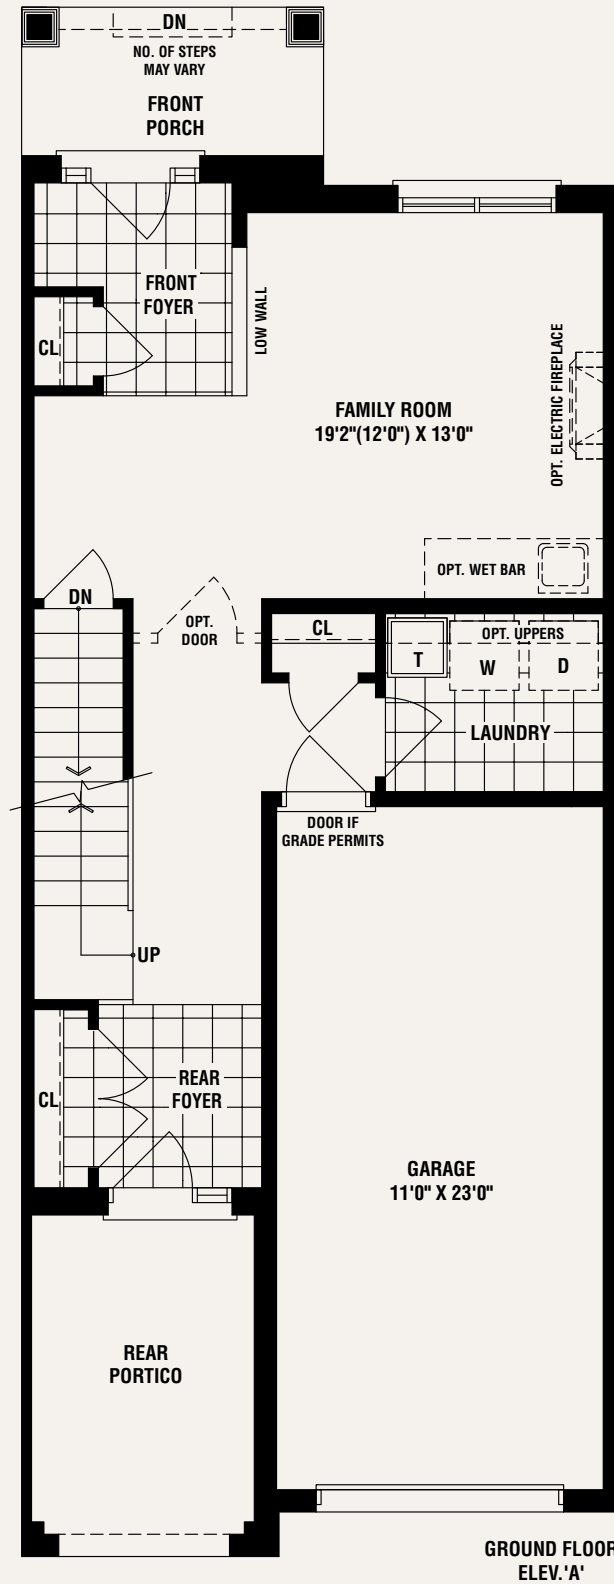 DN
NO. OF STEPS
MAY VARY
FRONT
PORCH
FRONT
FOYER
LOW WALL
CL
FAMILY ROOM
19'2"(12'0") X 13'0"
OPT. ELECTRIC FIREPLACE
OPT. WET BAR
DN
OPT.
DOOR
CL
OPT. UPPERS
T
W
D
LAUNDRY
DOOR IF
GRADE PERMITS
UP
REAR
FOYER
CL
GARAGE
11'0" X 23'0"
REAR
PORTICO
GROUND FLOOR
ELEV.'A'